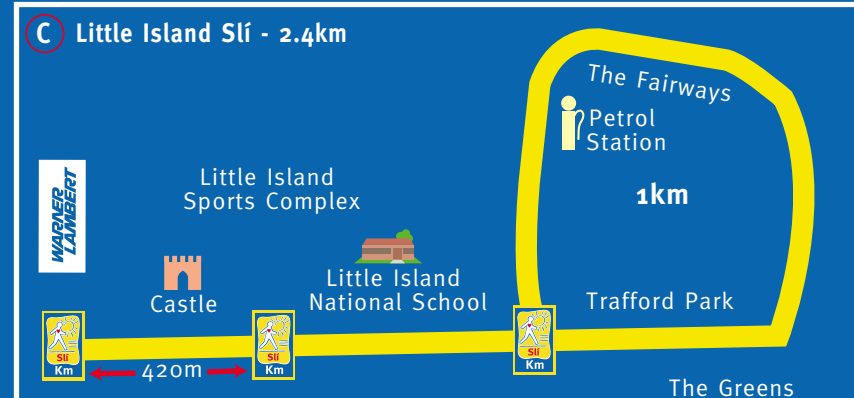 C Little Island Slí - 2.4km
The Fairways
Petrol
Station
WARNER
LAMBERT
Little Island
Sports Complex
1km
Castle
Little Island
National School
Trafford Park
Slí
Km
420m
Slí
Km
Slí
Km
The Greens